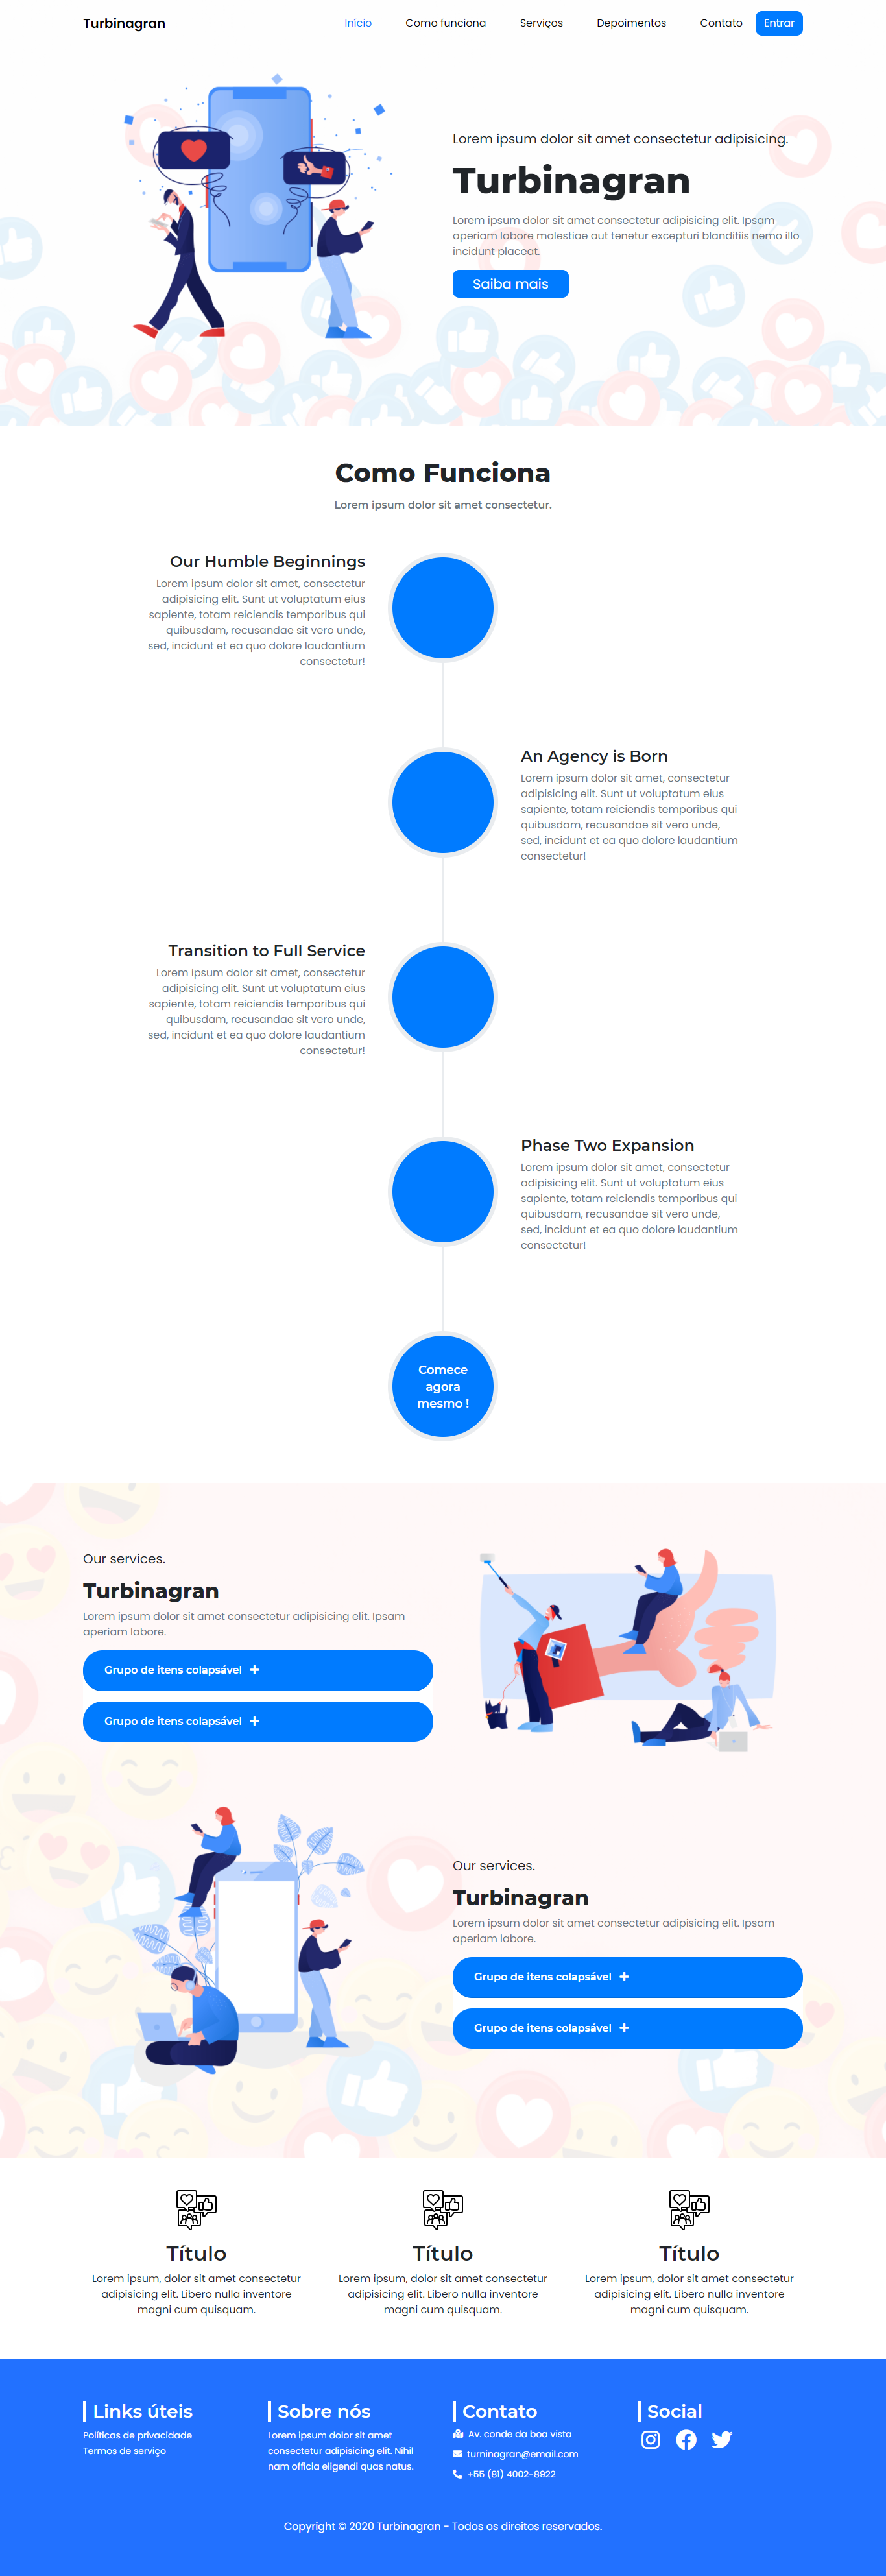 Turbinagran
Início
Como funciona
Serviços
Depoimentos
Contato
Entrar
Lorem ipsum dolor sit amet consectetur adipisicing.
Turbinagran
Lorem ipsum dolor sit amet consectetur adipisicing elit. Ipsam
aperiam labore molestiae aut tenetur excepturi blanditiis nemo illo
incidunt placeat.
Saiba mais
Como Funciona
Lorem ipsum dolor sit amet consectetur.
Our Humble Beginnings
Lorem ipsum dolor sit amet, consectetur
adipisicing elit. Sunt ut voluptatum eius
sapiente, totam reiciendis temporibus qui
quibusdam, recusandae sit vero unde,
sed, incidunt et ea quo dolore laudantium
consectetur!
An Agency is Born
Lorem ipsum dolor sit amet, consectetur
adipisicing elit. Sunt ut voluptatum eius
sapiente, totam reiciendis temporibus qui
quibusdam, recusandae sit vero unde,
sed, incidunt et ea quo dolore laudantium
consectetur!
Transition to Full Service
Lorem ipsum dolor sit amet, consectetur
adipisicing elit. Sunt ut voluptatum eius
sapiente, totam reiciendis temporibus qui
quibusdam, recusandae sit vero unde,
sed, incidunt et ea quo dolore laudantium
consectetur!
Phase Two Expansion
Lorem ipsum dolor sit amet, consectetur
adipisicing elit. Sunt ut voluptatum eius
sapiente, totam reiciendis temporibus qui
quibusdam, recusandae sit vero unde,
sed, incidunt et ea quo dolore laudantium
consectetur!
Comece
agora
mesmo !
Our services.
Turbinagran
Lorem ipsum dolor sit amet consectetur adipisicing elit. Ipsam
aperiam labore.
Grupo de itens colapsável
Grupo de itens colapsável
Our services.
Turbinagran
Lorem ipsum dolor sit amet consectetur adipisicing elit. Ipsam
aperiam labore.
Grupo de itens colapsável
Grupo de itens colapsável
Título
Lorem ipsum, dolor sit amet consectetur
adipisicing elit. Libero nulla inventore
magni cum quisquam.
Título
Lorem ipsum, dolor sit amet consectetur
adipisicing elit. Libero nulla inventore
magni cum quisquam.
Título
Lorem ipsum, dolor sit amet consectetur
adipisicing elit. Libero nulla inventore
magni cum quisquam.
Links úteis
Políticas de privacidade
Termos de serviço
Sobre nós
Lorem ipsum dolor sit amet
consectetur adipisicing elit. Nihil
nam officia eligendi quas natus.
Contato
Av. conde da boa vista
turninagran@email.com
+55 (81) 4002-8922
Social
Copyright © 2020 Turbinagran - Todos os direitos reservados.